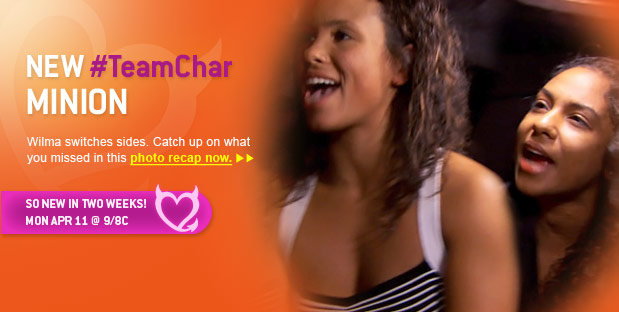 NEW #TeamChar
MINION
Wilma switches sides. Catch up on what
you missed in this photo recap now.
SO NEW IN TWO WEEKS!
MON APR 11 @ 9/8C